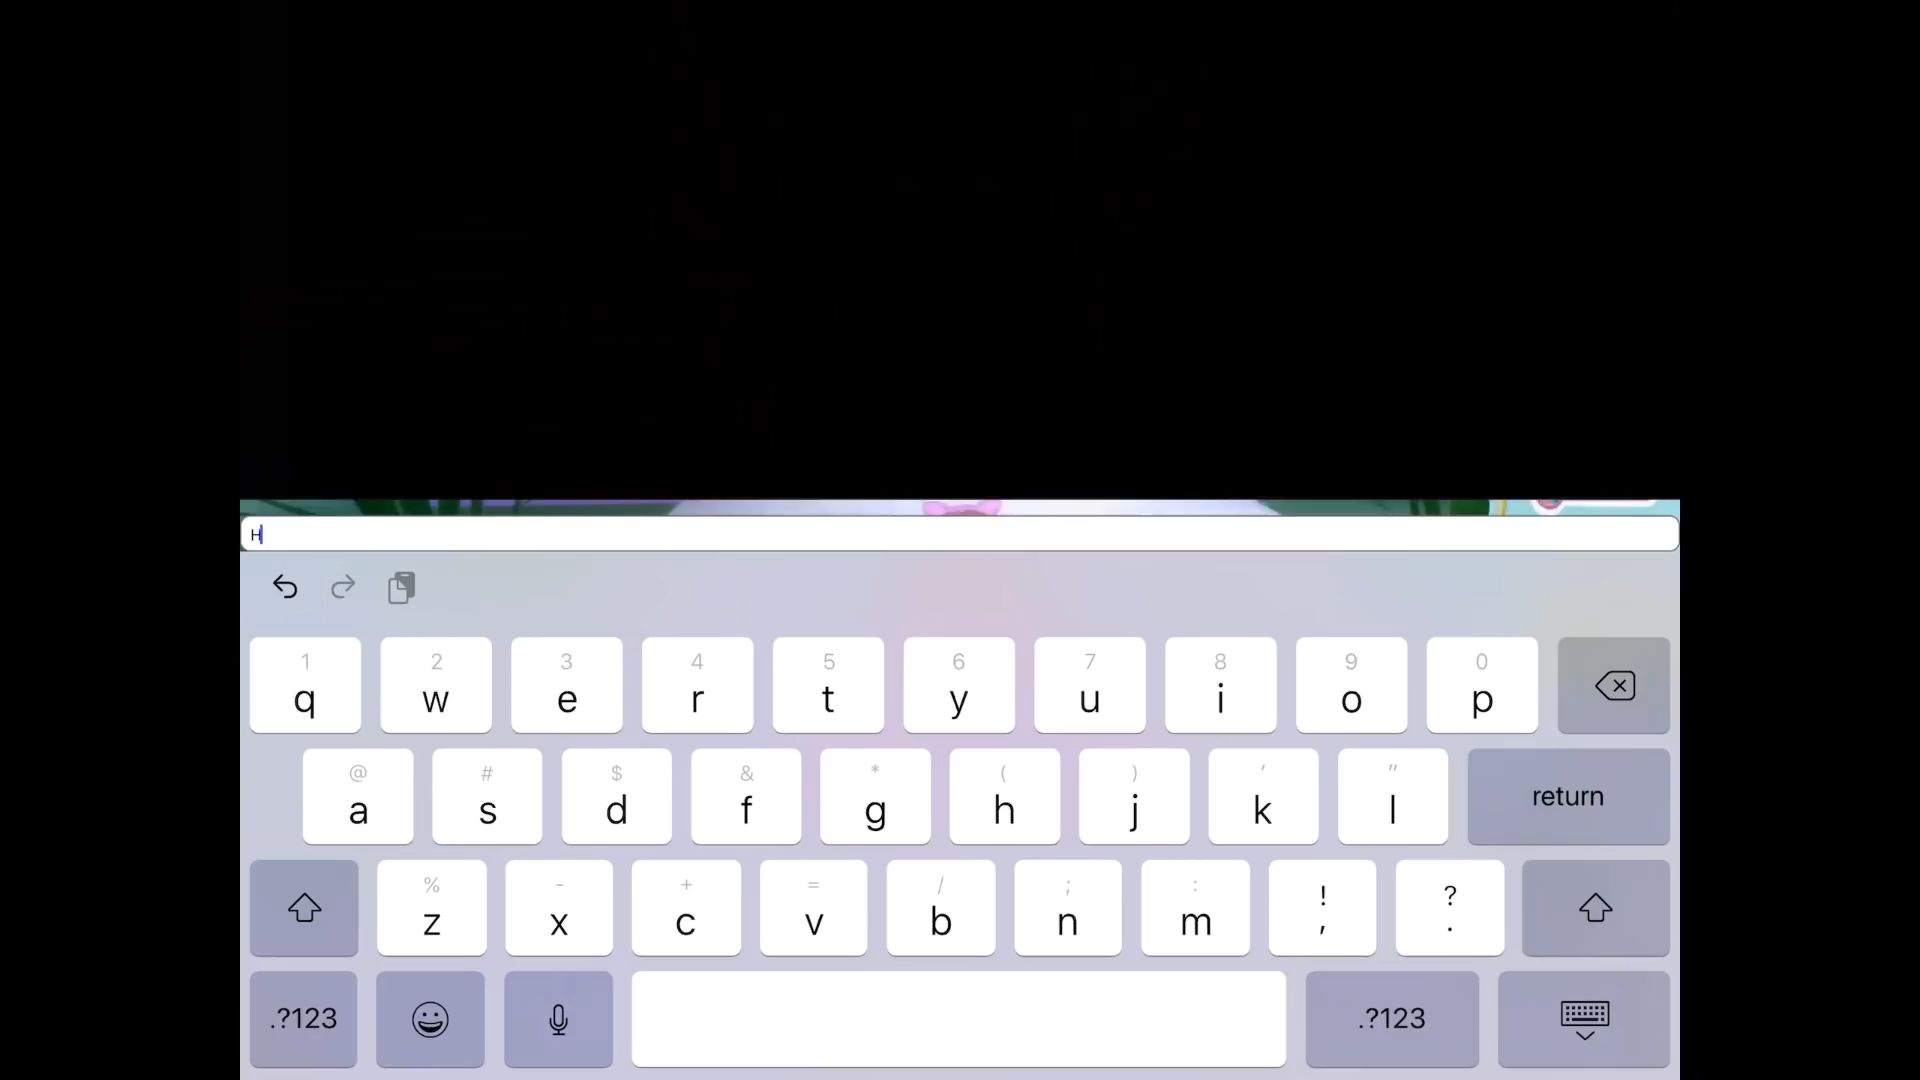 H
1 2 3 4 5 6 7 8 9 0
q w e r t y u i o p
@ # $ & * ( ) ' "
a s d f g h j k l return
% - + = / ; : ! ?
z x c v b n m , .
.?123 .?123